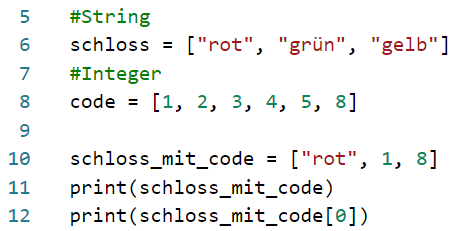 5 #String
6 schloss = ["rot", "grün", "gelb"]
7 #Integer
8 code = [1, 2, 3, 4, 5, 8]
9
10 schloss_mit_code = ["rot", 1, 8]
11 print(schloss_mit_code)
12 print(schloss_mit_code[0])